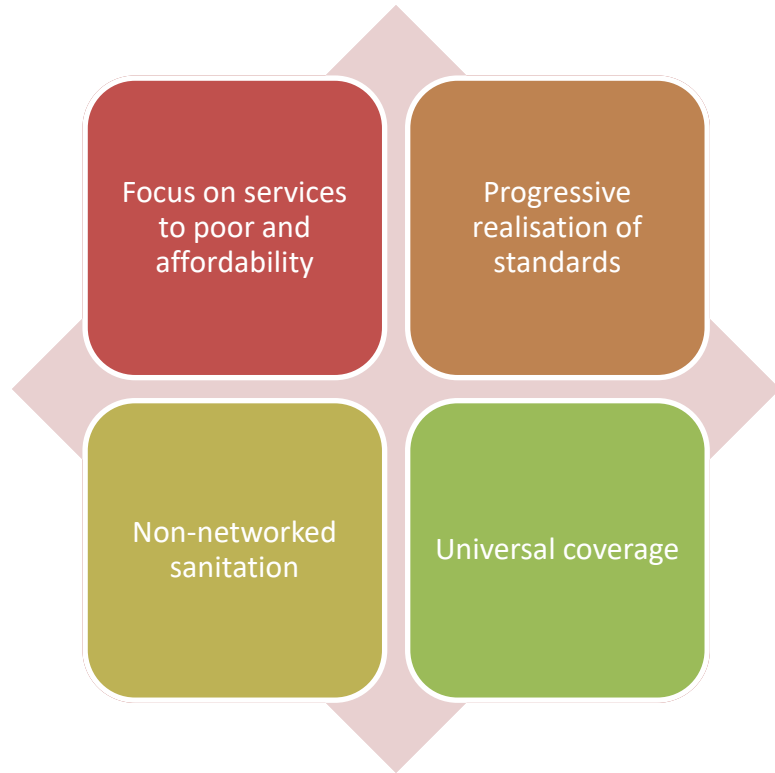 Focus on services
to poor and
affordability
Progressive
realisation of
standards
Non-networked
sanitation
Universal coverage